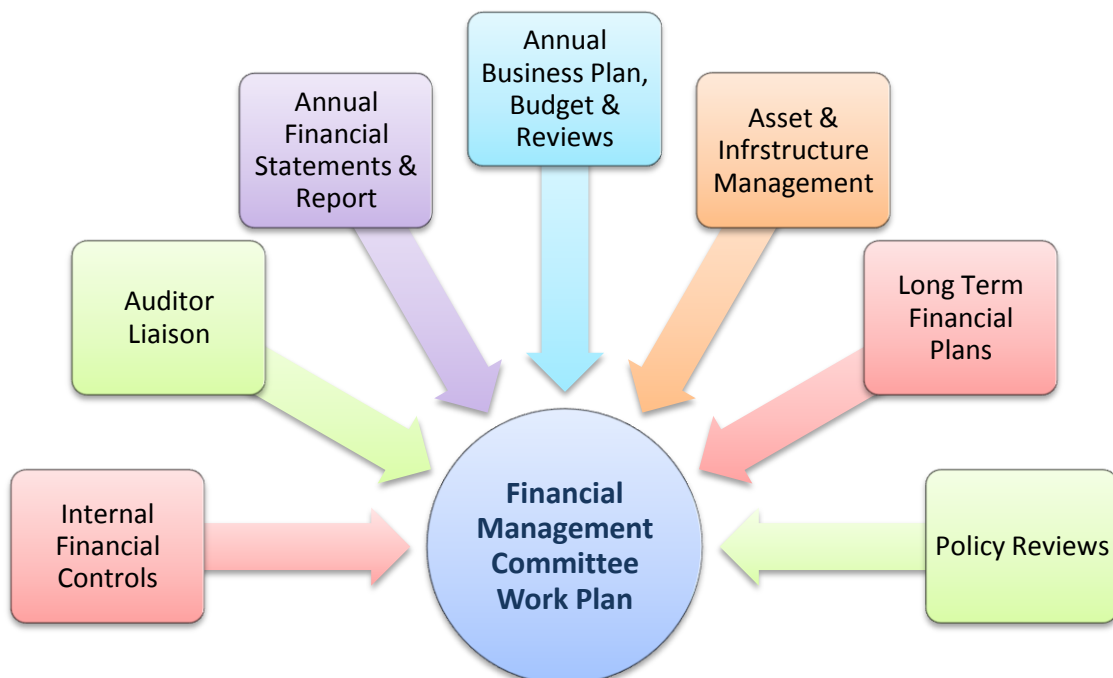 Internal
Financial
Controls
Auditor
Liaison
Annual
Financial
Statements &
Report
Annual
Business Plan,
Budget &
Reviews
Asset &
Infrstructure
Management
Long Term
Financial
Plans
Policy Reviews
Financial
Management
Committee
Work Plan